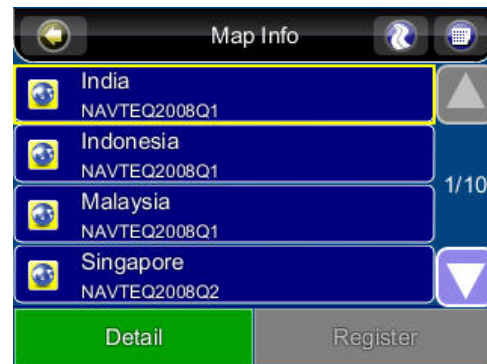 Map Info
India
NAVTEQ2008Q1
Indonesia
NAVTEQ2008Q1
1/10
Malaysia
NAVTEQ2008Q1
Singapore
NAVTEQ2008Q2
Detail
Register